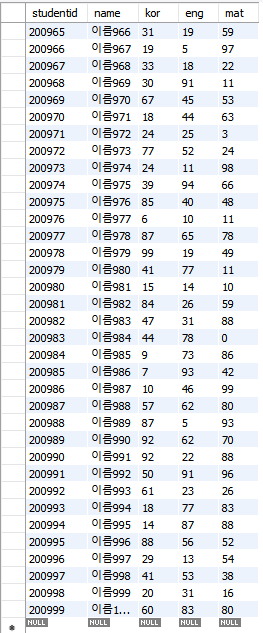 studentid name kor eng mat
200965 이름966 31 19 59
200966 이름967 19 5 97
200967 이름968 33 18 22
200968 이름969 30 91 11
200969 이름970 67 45 53
200970 이름971 18 44 63
200971 이름972 24 25 3
200972 이름973 77 52 24
200973 이름974 24 11 98
200974 이름975 39 94 66
200975 이름976 85 40 48
200976 이름977 6 10 11
200977 이름978 87 65 78
200978 이름979 99 19 49
200979 이름980 41 77 11
200980 이름981 15 14 10
200981 이름982 84 26 59
200982 이름983 47 31 88
200983 이름984 44 78 0
200984 이름985 9 73 86
200985 이름986 7 93 42
200986 이름987 10 46 99
200987 이름988 57 62 80
200988 이름989 87 5 93
200989 이름990 92 62 70
200990 이름991 92 22 88
200991 이름992 50 91 96
200992 이름993 61 23 26
200993 이름994 18 77 83
200994 이름995 14 87 88
200995 이름996 88 56 52
200996 이름997 29 13 54
200997 이름998 41 53 38
200998 이름999 20 31 16
200999 이름1... 60 83 80
NULL NULL NULL NULL NULL